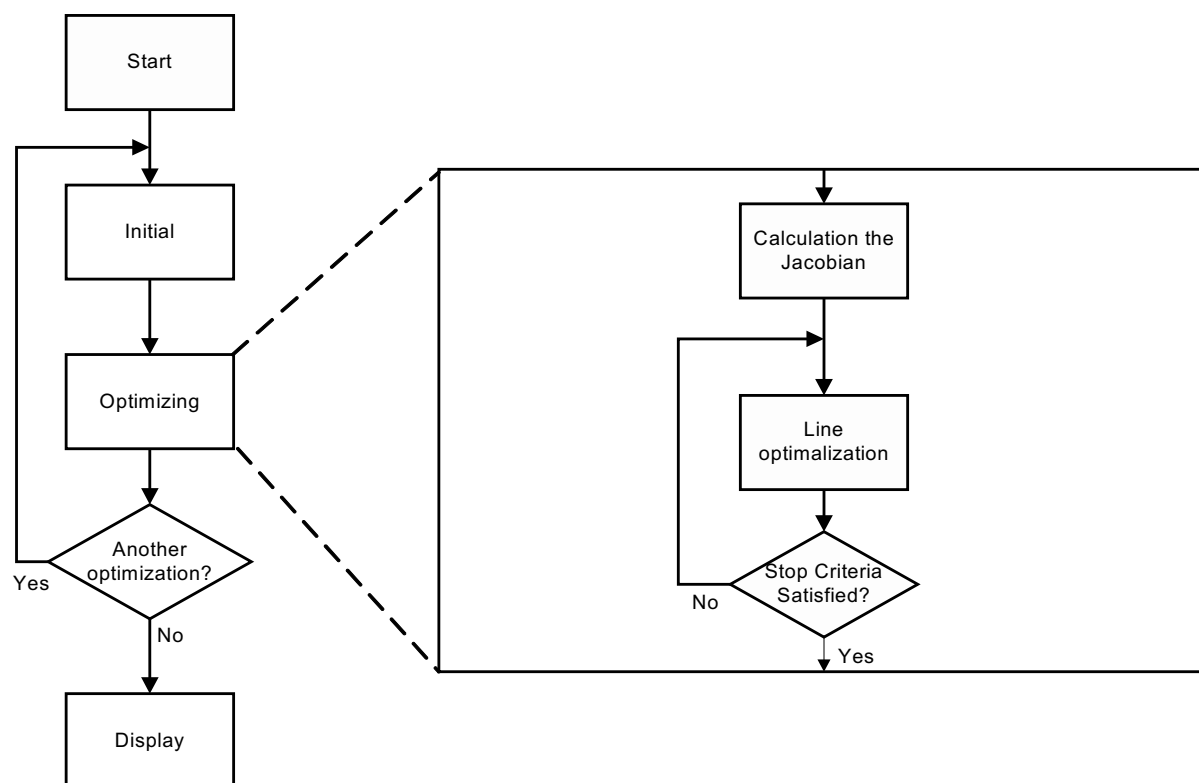 Start
Initial
Optimizing
Another
optimization?
Yes
No
Display
Calculation the
Jacobian
Line
optimalization
Stop Criteria
Satisfied?
No
Yes